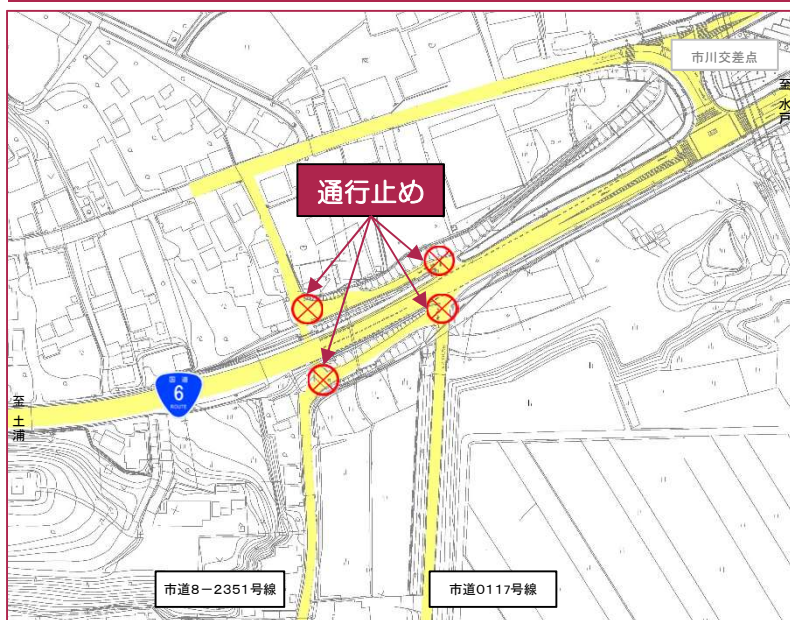 市川交差点
至 水戸
通行止め
国道
6
ROUTE
至 土浦
市道8-2351号線
市道0117号線